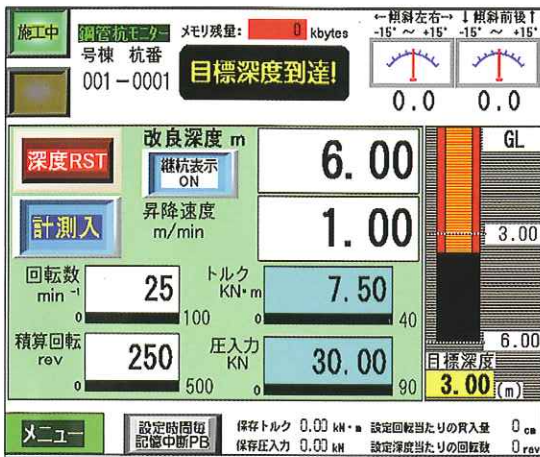 施工中
鋼管杭モニター
メモリ残量: 0 kbytes
号棟 杭番
001-0001
目標深度到達!
←傾斜左右→
-15° ~ +15°
0.0
↓傾斜前後↑
-15° ~ +15°
0.0
深度RST
改良深度 m
継杭表示
ON
6.00
計測入
昇降速度
m/min
1.00
回転数
min⁻¹
25
0 100
トルク
KN・m
7.50
0 40
積算回転
rev
250
0 500
圧入力
KN
30.00
0 90
GL
3.00
6.00
目標深度
3.00 (m)
メニュー
設定時間毎
記憶中断PB
保存トルク 0.00 kN・m 設定回転当たりの貫入量 0 cm
保存圧入力 0.00 kN 設定深度当たりの回転数 0 rev